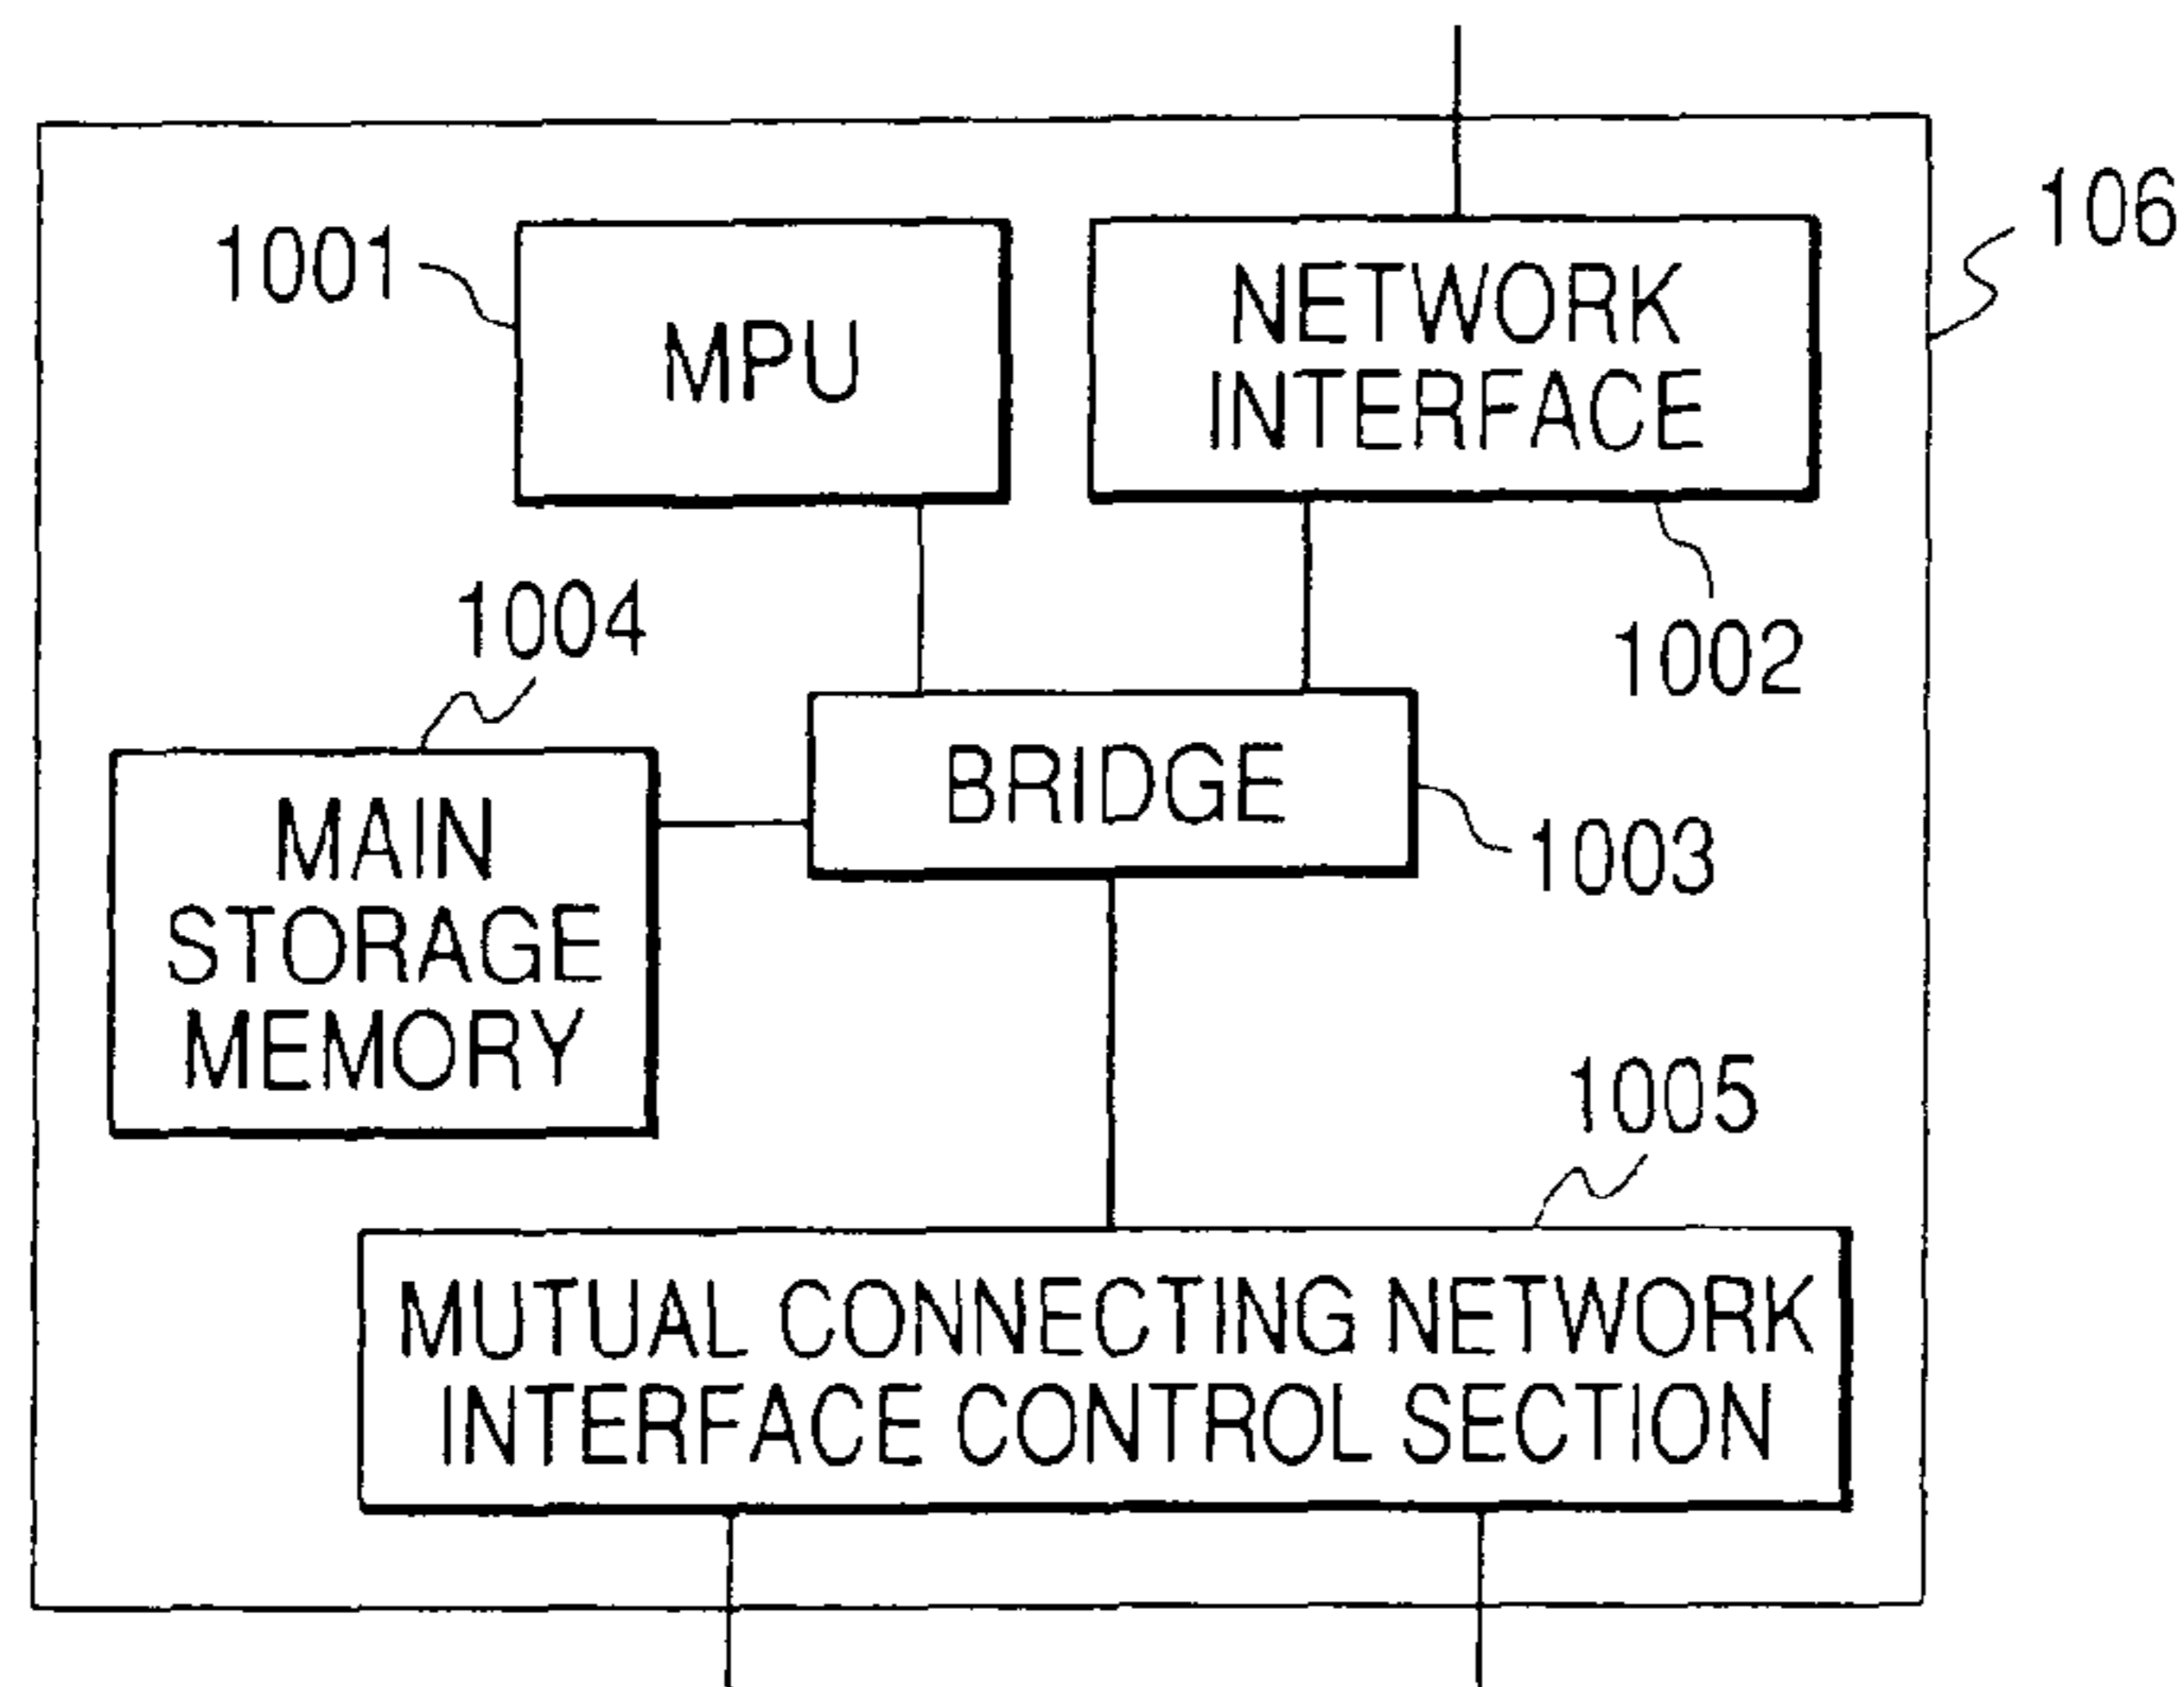 106
1001
MPU
NETWORK
INTERFACE
1002
1004
BRIDGE
1003
MAIN
STORAGE
MEMORY
1005
MUTUAL CONNECTING NETWORK
INTERFACE CONTROL SECTION